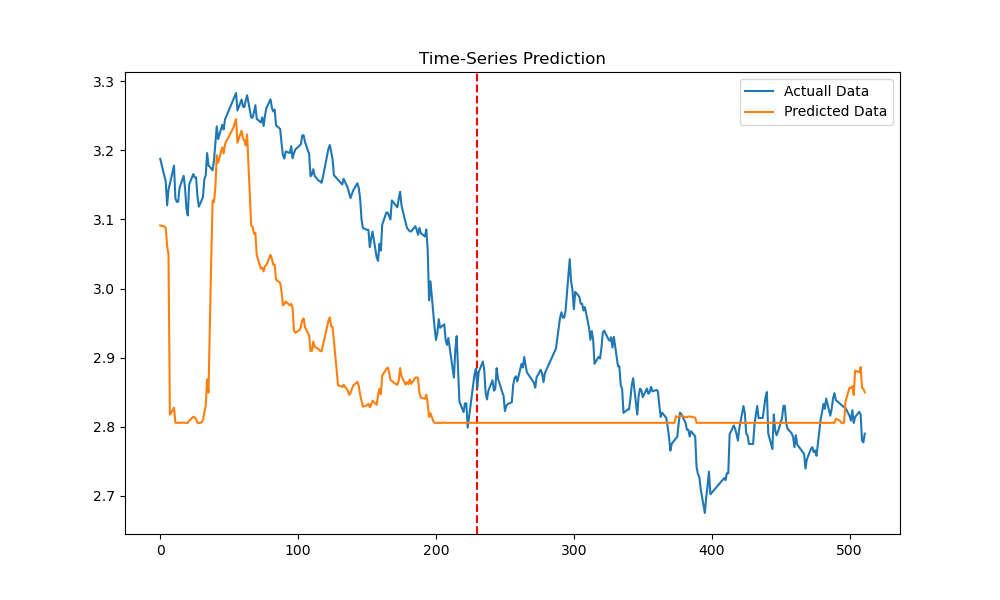 Time-Series Prediction
Actuall Data
Predicted Data
3.3
3.2
3.1
3.0
2.9
2.8
2.7
0 100 200 300 400 500